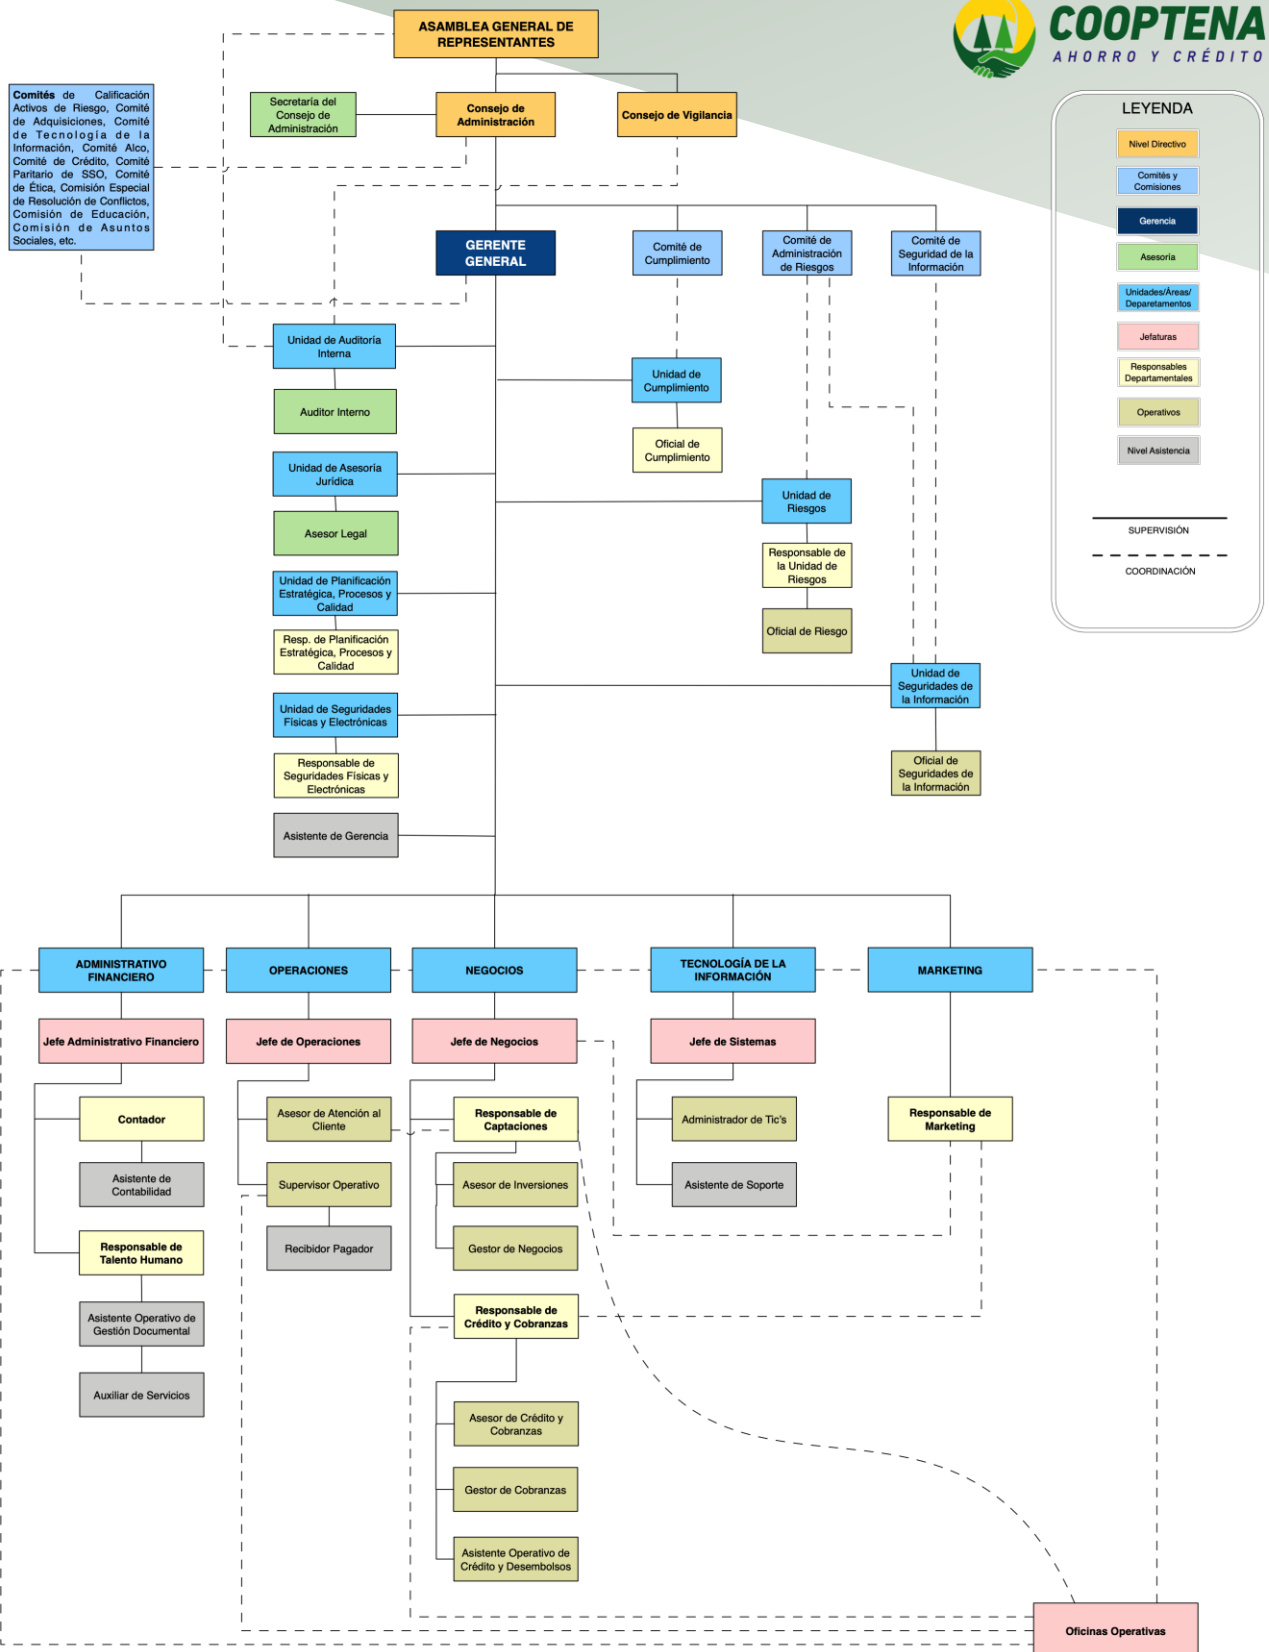 ASAMBLEA GENERAL DE
REPRESENTANTES
COOPTENA
AHORRO Y CRÉDITO
Comités de Calificación
Activos de Riesgo, Comité
de Adquisiciones, Comité
de Tecnología de la
Información, Comité Alco,
Comité de Crédito, Comité
Paritario de SSO, Comité
de Ética, Comisión Especial
de Resolución de Conflictos,
Comisión de Educación,
Comisión de Asuntos
Sociales, etc.
Secretaría del
Consejo de
Administración
Consejo de
Administración
Consejo de Vigilancia
LEYENDA
Nivel Directivo
Comités y
Comisiones
Gerencia
Asesoría
Unidades/Áreas/
Deparetamentos
Jefaturas
Responsables
Departamentales
Operativos
Nivel Asistencia
SUPERVISIÓN
COORDINACIÓN
GERENTE
GENERAL
Comité de
Cumplimiento
Comité de
Administración
de Riesgos
Comité de
Seguridad de la
Información
Unidad de Auditoría
Interna
Auditor Interno
Unidad de
Cumplimiento
Oficial de
Cumplimiento
Unidad de Asesoría
Jurídica
Asesor Legal
Unidad de
Riesgos
Responsable de
la Unidad de
Riesgos
Oficial de Riesgo
Unidad de Planificación
Estratégica, Procesos y
Calidad
Resp. de Planificación
Estratégica, Procesos y
Calidad
Unidad de
Seguridades de
la Información
Oficial de
Seguridades de
la Información
Unidad de Seguridades
Físicas y Electrónicas
Responsable de
Seguridades Físicas y
Electrónicas
Asistente de Gerencia
ADMINISTRATIVO
FINANCIERO
OPERACIONES
NEGOCIOS
TECNOLOGÍA DE LA
INFORMACIÓN
MARKETING
Jefe Administrativo Financiero
Jefe de Operaciones
Jefe de Negocios
Jefe de Sistemas
Contador
Asistente de
Contabilidad
Responsable de
Talento Humano
Asistente Operativo de
Gestión Documental
Auxiliar de Servicios
Asesor de Atención al
Cliente
Supervisor Operativo
Recibidor Pagador
Responsable de
Captaciones
Asesor de Inversiones
Gestor de Negocios
Responsable de
Crédito y Cobranzas
Asesor de Crédito y
Cobranzas
Gestor de Cobranzas
Asistente Operativo de
Crédito y Desembolsos
Administrador de Tic's
Asistente de Soporte
Responsable de
Marketing
Oficinas Operativas